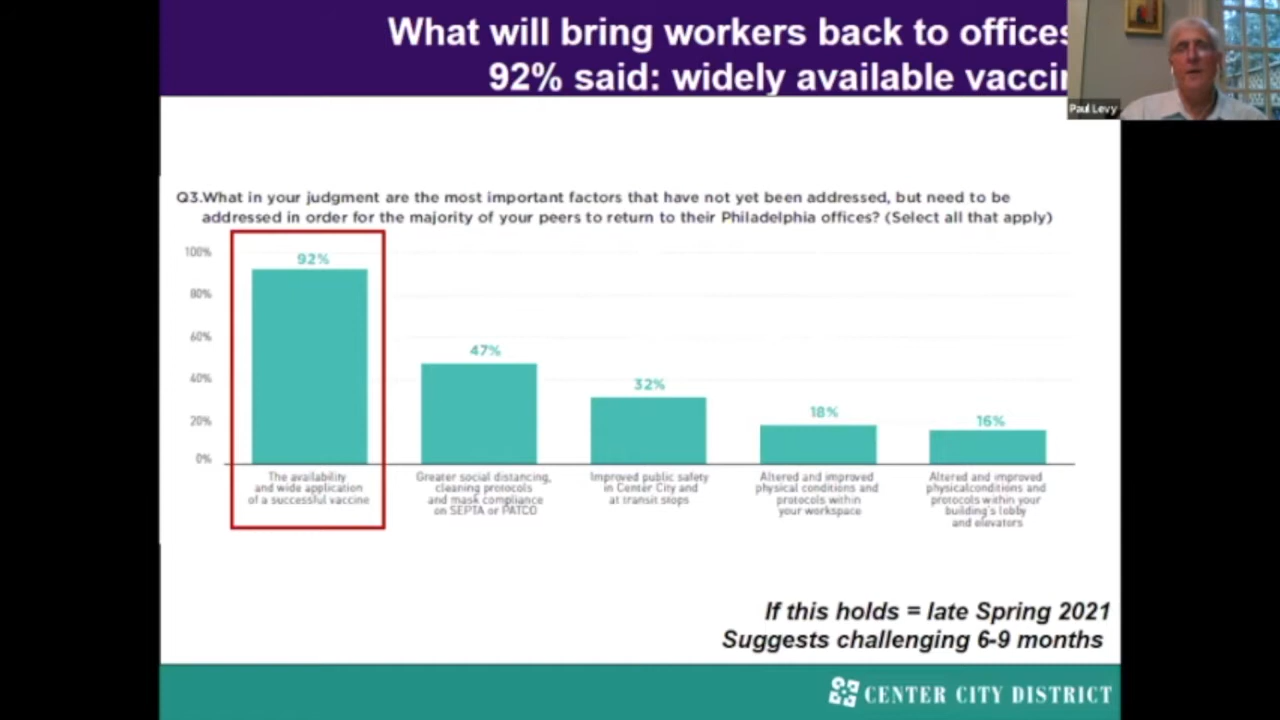 What will bring workers back to offices
92% said: widely available vacci
Paul Levy
Q3.What in your judgment are the most important factors that have not yet been addressed, but need to be
addressed in order for the majority of your peers to return to their Philadelphia offices? (Select all that apply)
100%
80%
60%
40%
20%
0%
92%
47%
32%
18%
16%
The availability
and wide application
of a successful vaccine
Greater social distancing,
cleaning protocols
and mask compliance
on SEPTA or PATCO
Improved public safety
in Center City and
at transit stops
Altered and improved
physical conditions and
protocols within
your workspace
Altered and improved
physicalconditions and
protocols within your
building's lobby
and elevators
If this holds = late Spring 2021
Suggests challenging 6-9 months
CENTER CITY DISTRICT